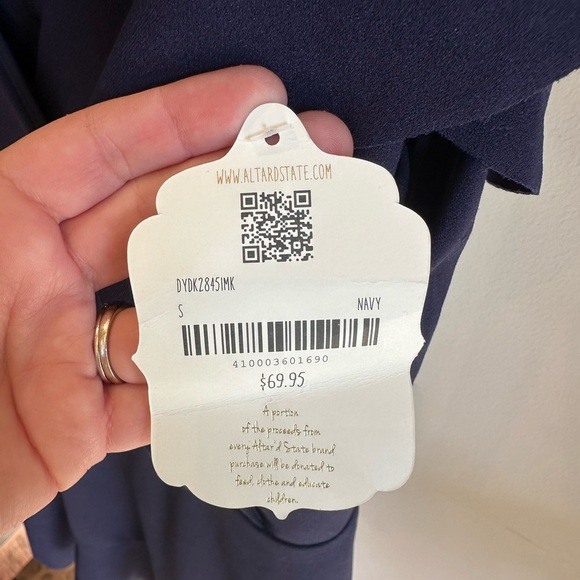 WWW.ALTARDSTATE.COM
DYDK28451MK
S NAVY
410003601690
$69.95
A portion
of the proceeds from
every Altar'd State brand
purchase will be donated to
feed, clothe and educate
children.